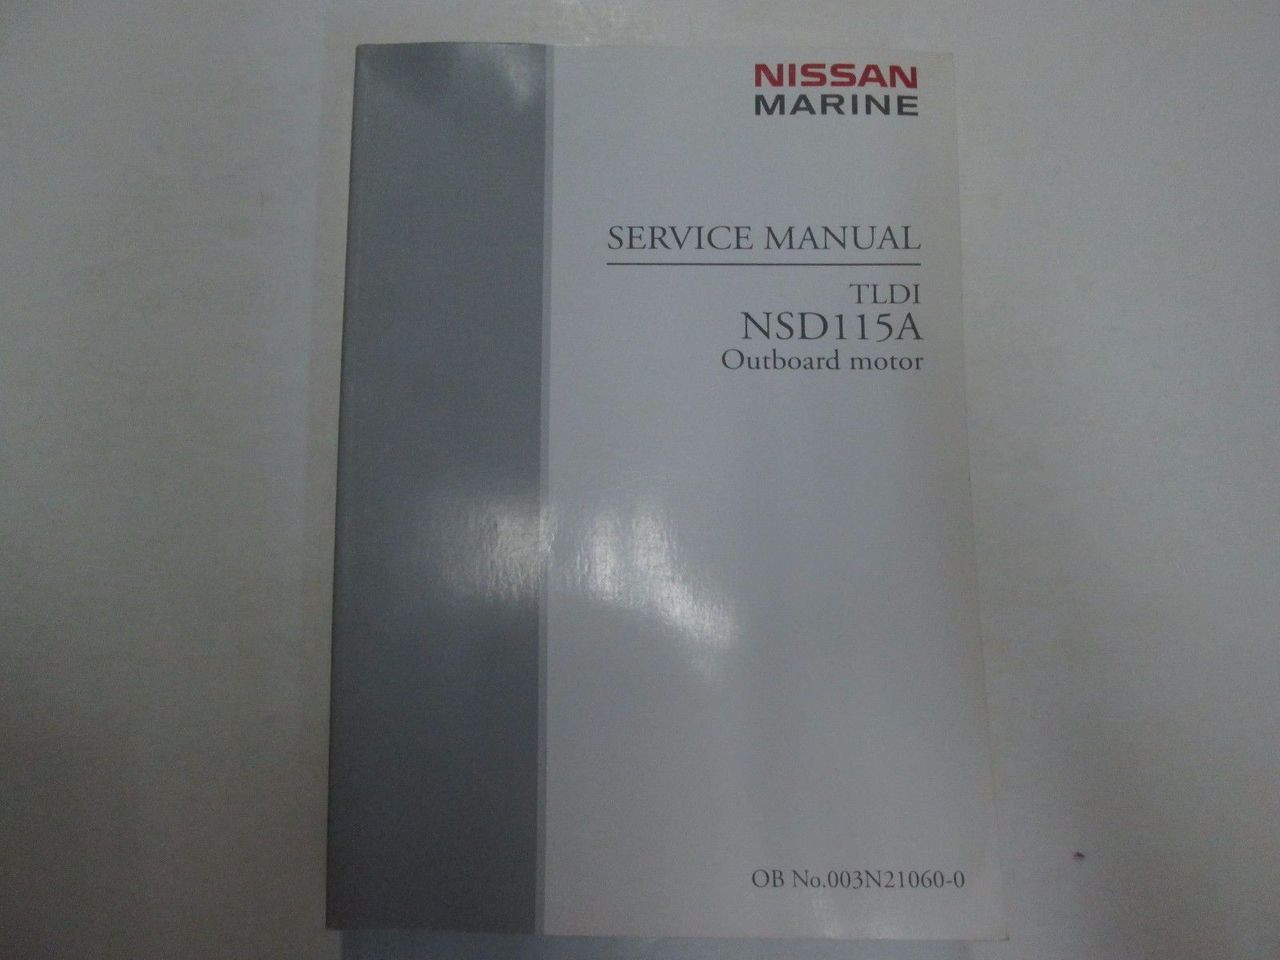 NISSAN
MARINE
SERVICE MANUAL
TLDI
NSD115A
Outboard motor
OB No.003N21060-0